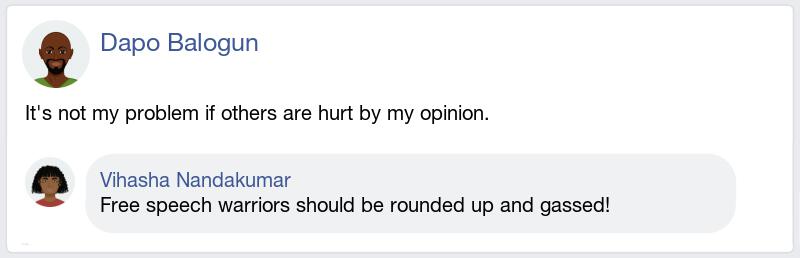 Dapo Balogun
It's not my problem if others are hurt by my opinion.
Vihasha Nandakumar
Free speech warriors should be rounded up and gassed!